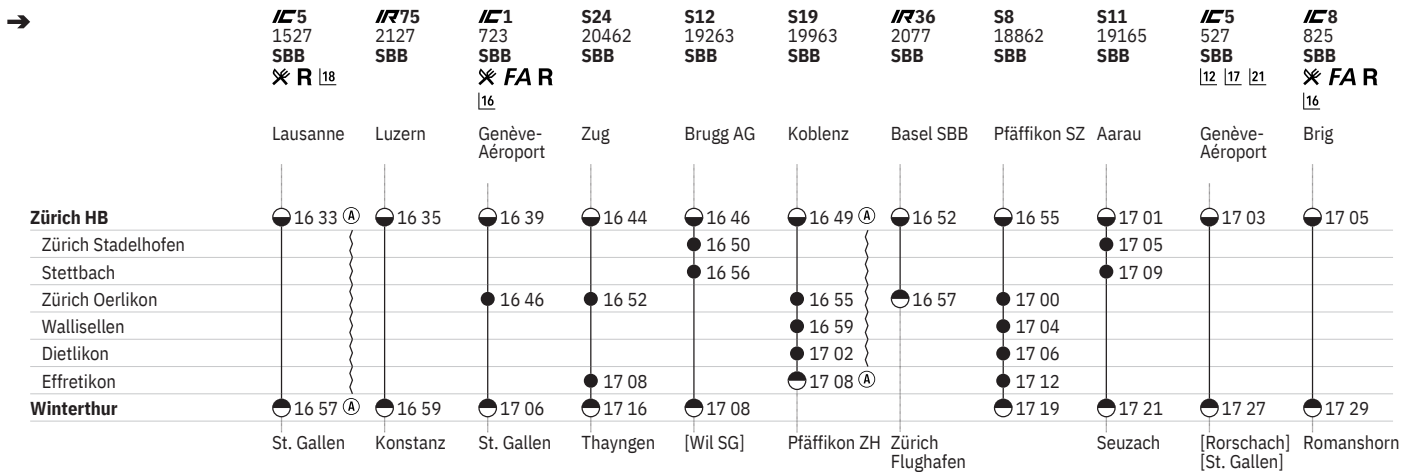 ➔ IC5 IR75 IC1 S24 S12 S19 IR36 S8 S11 IC5 IC8
1527 2127 723 20462 19263 19963 2077 18862 19165 527 825
SBB SBB SBB SBB SBB SBB SBB SBB SBB SBB SBB
R 18 FA R 12 17 21 FA R
16 16
Lausanne Luzern Genève- Zug Brugg AG Koblenz Basel SBB Pfäffikon SZ Aarau Genève- Brig
Aéroport Aéroport
Zürich HB 16 33 A 16 35 16 39 16 44 16 46 16 49 A 16 52 16 55 17 01 17 03 17 05
Zürich Stadelhofen 16 50 17 05
Stettbach 16 56 17 09
Zürich Oerlikon 16 46 16 52 16 55 16 57 17 00
Wallisellen 16 59 17 04
Dietlikon 17 02 17 06
Effretikon 17 08 17 08 A 17 12
Winterthur 16 57 A 16 59 17 06 17 16 17 08 17 19 17 21 17 27 17 29
St. Gallen Konstanz St. Gallen Thayngen [Wil SG] Pfäffikon ZH Zürich Seuzach [Rorschach] Romanshorn
Flughafen [St. Gallen]